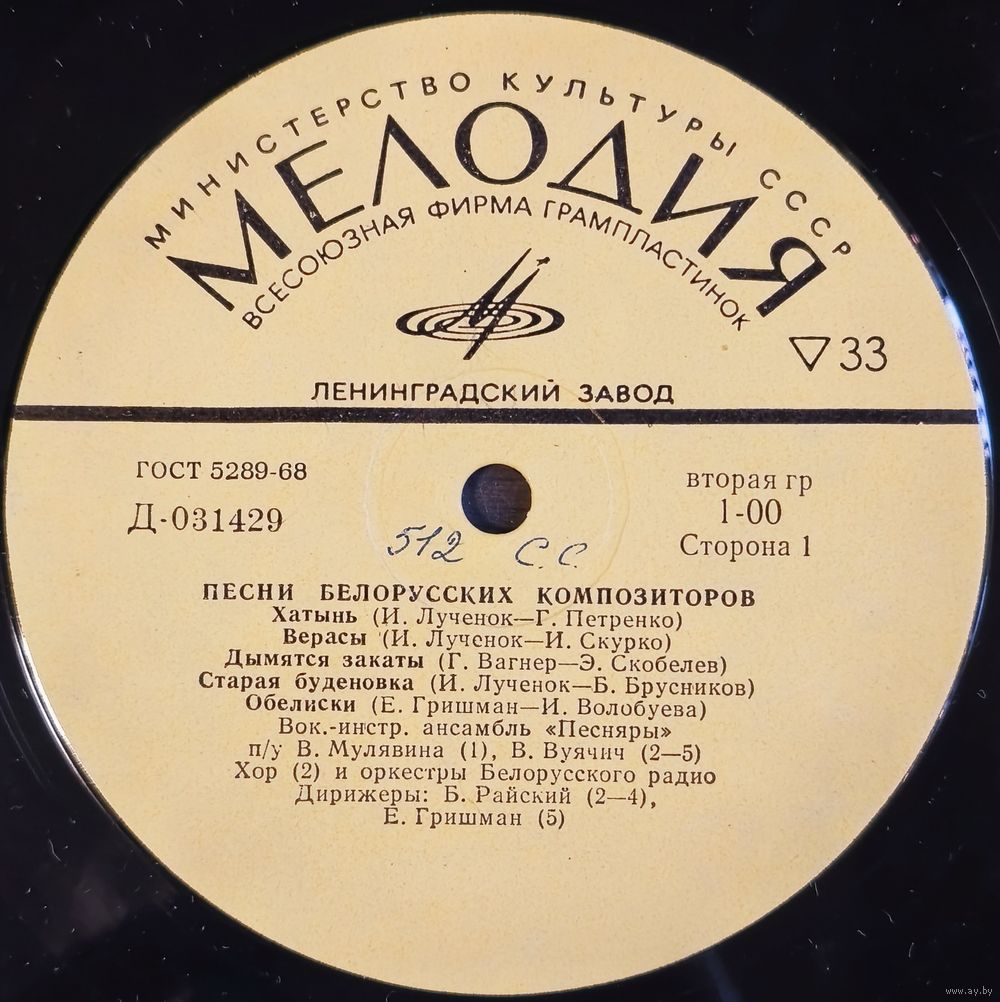 МИНИСТЕРСТВО КУЛЬТУРЫ СССР
МЕЛОДИЯ
ВСЕСОЮЗНАЯ ФИРМА ГРАМПЛАСТИНОК
33
ЛЕНИНГРАДСКИЙ ЗАВОД
ГОСТ 5289-68
Д-031429
вторая гр
1-00
Сторона 1
512 С.С.
ПЕСНИ БЕЛОРУССКИХ КОМПОЗИТОРОВ
Хатынь (И. Лученок—Г. Петренко)
Верасы (И. Лученок—И. Скурко)
Дымятся закаты (Г. Вагнер—Э. Скобелев)
Старая буденовка (И. Лученок—Б. Брусников)
Обелиски (Е. Гришман—И. Волобуева)
Вок.-инстр. ансамбль «Песняры»
п/у В. Мулявина (1), В. Вуячич (2—5)
Хор (2) и оркестры Белорусского радио
Дирижеры: Б. Райский (2—4),
Е. Гришман (5)
www.ay.by